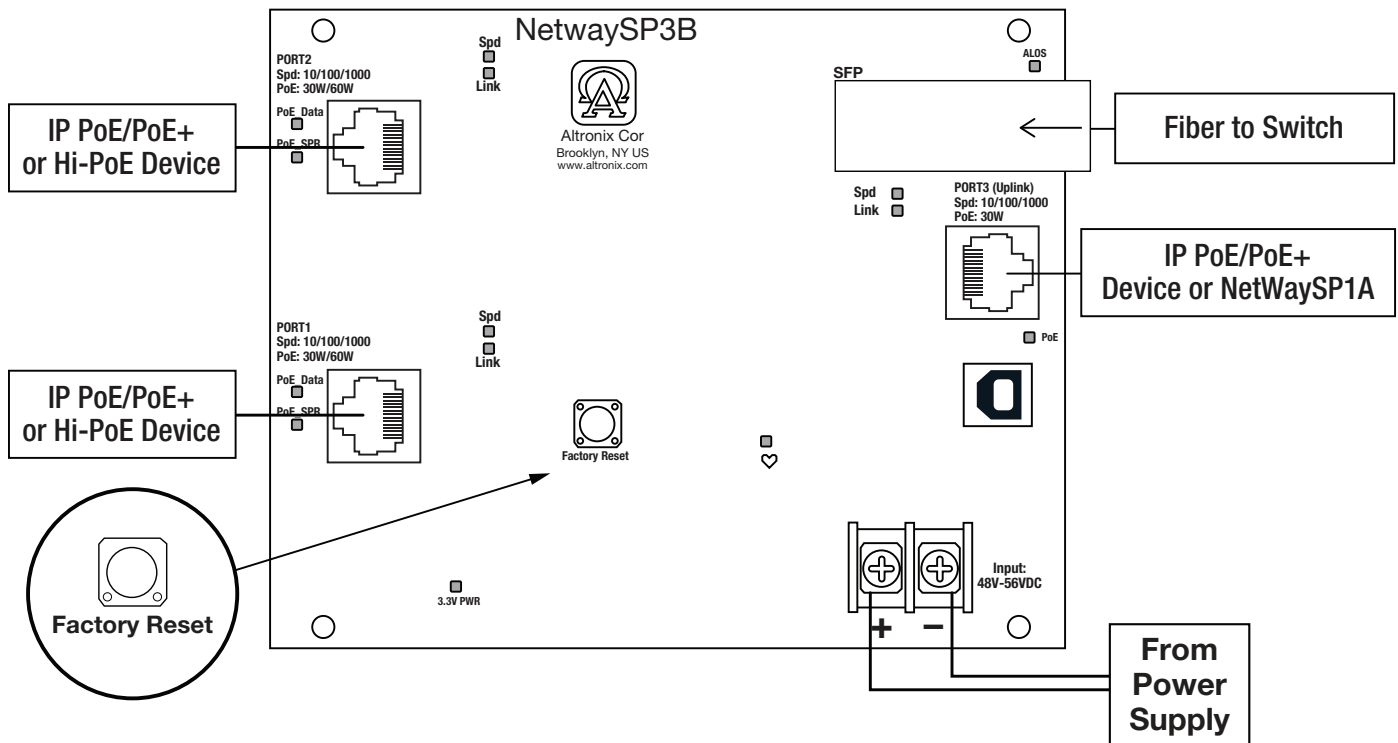 NetwaySP3B
Altronix Cor
Brooklyn, NY US
www.altronix.com
Spd
Link
PORT2
Spd: 10/100/1000
PoE: 30W/60W
PoE_Data
PoE_SPR
IP PoE/PoE+
or Hi-PoE Device
ALOS
SFP
Fiber to Switch
Spd
Link
PORT3 (Uplink)
Spd: 10/100/1000
PoE: 30W
IP PoE/PoE+
Device or NetWaySP1A
PoE
Spd
Link
PORT1
Spd: 10/100/1000
PoE: 30W/60W
PoE_Data
PoE_SPR
IP PoE/PoE+
or Hi-PoE Device
Factory Reset
Factory Reset
3.3V PWR
Input:
48V-56VDC
+ −
From
Power
Supply